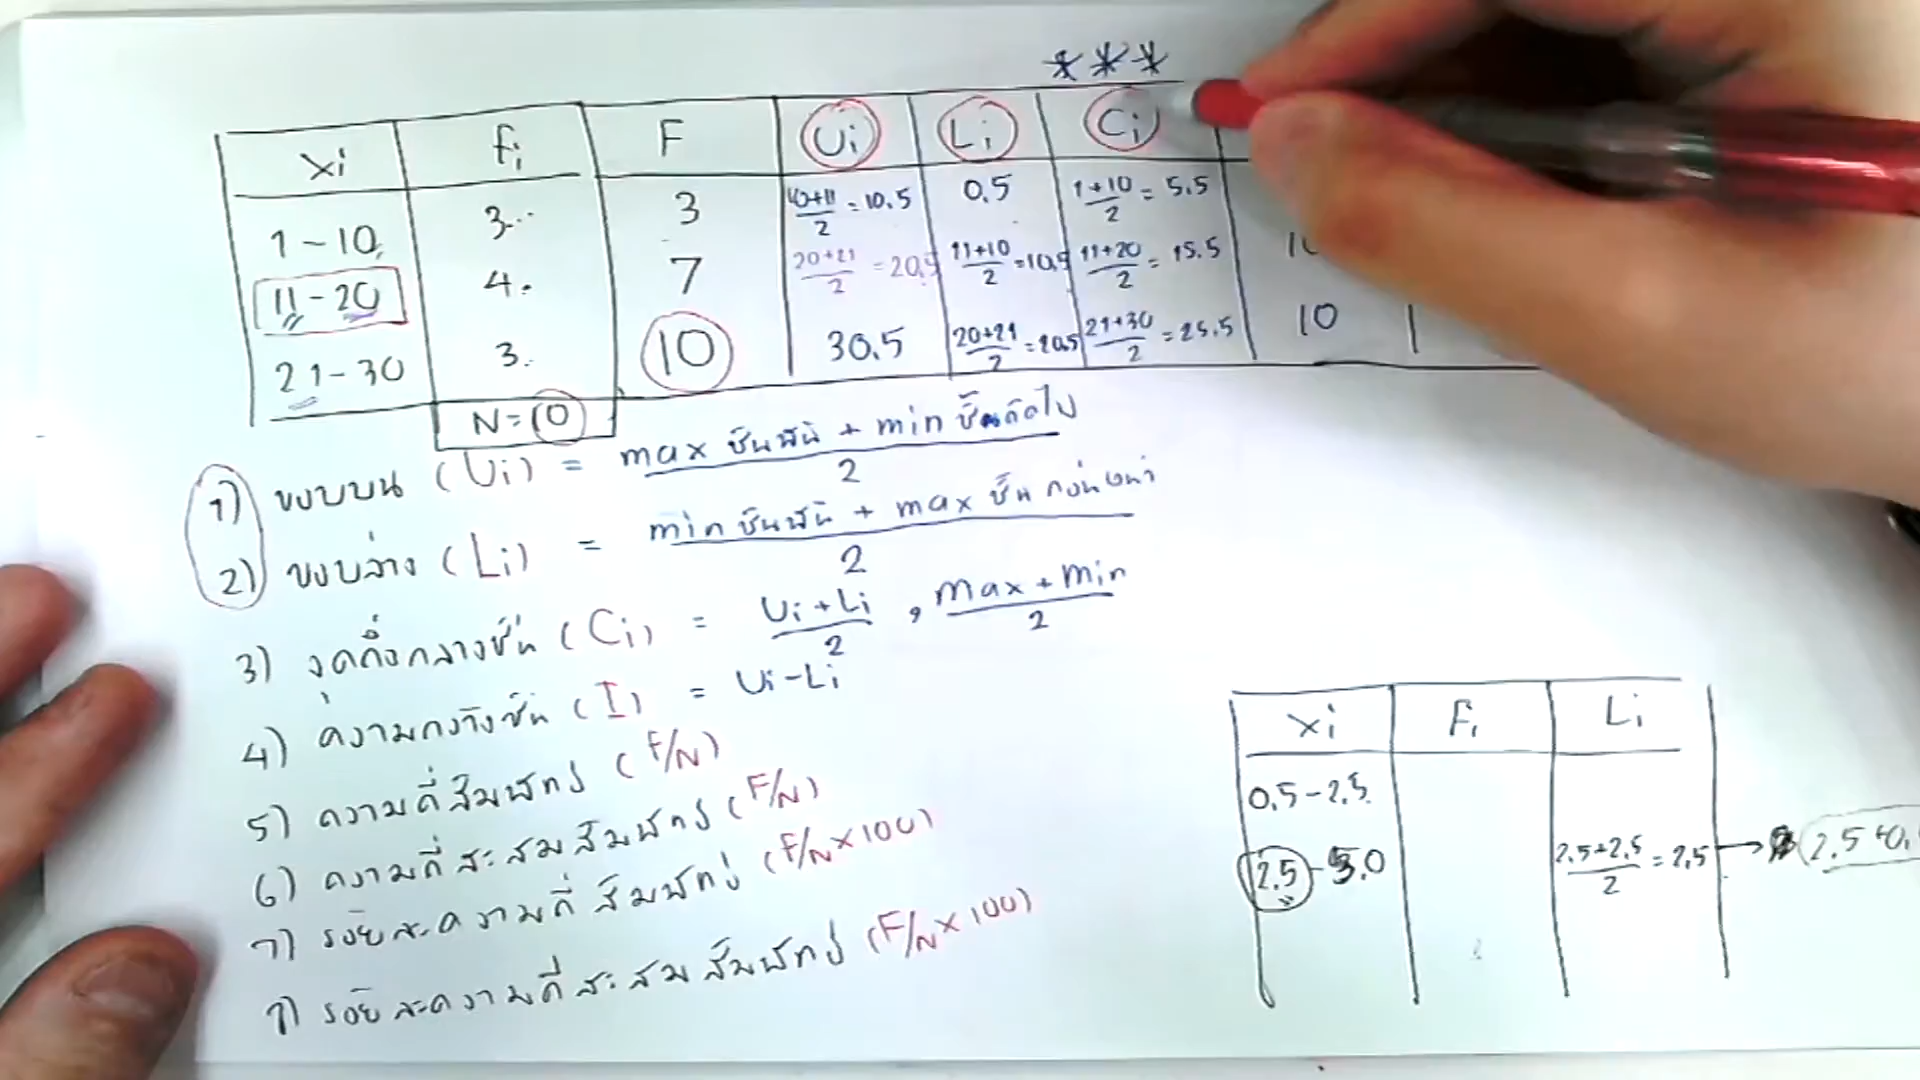 ***
xi fi F Ui Li Ci
1-10 3 3 10+11/2 = 10.5 0.5 1+10/2 = 5.5
11-20 4 7 20+21/2 = 20.5 11+10/2 = 10.5 11+20/2 = 15.5
21-30 3 10 30.5 20+21/2 = 20.5 21+30/2 = 25.5 10
N=10
1) ขอบบน (Ui) = max ชั้นนั้น + min ชั้นถัดไป / 2
2) ขอบล่าง (Li) = min ชั้นนั้น + max ชั้นก่อนหน้า / 2
3) จุดกึ่งกลางชั้น (Ci) = Ui+Li/2 , max+min/2
4) ความกว้างชั้น (I) = Ui-Li
5) ความถี่สัมพัทธ์ (F/N)
6) ความถี่สะสมสัมพัทธ์ (F/N)
7) ร้อยละความถี่สัมพัทธ์ (F/N×100)
8) ร้อยละความถี่สะสมสัมพัทธ์ (F/N×100)
xi Fi Li
0.5-2.5
2.5-5.0 2.5+2.5/2 = 2.5 →